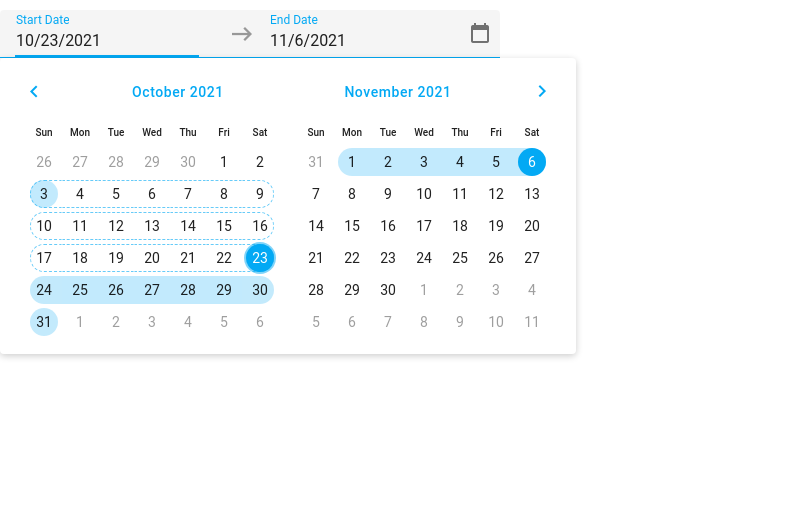 Start Date End Date
10/23/2021 11/6/2021
October 2021 November 2021
Sun Mon Tue Wed Thu Fri Sat Sun Mon Tue Wed Thu Fri Sat
26 27 28 29 30 1 2 31 1 2 3 4 5 6
3 4 5 6 7 8 9 7 8 9 10 11 12 13
10 11 12 13 14 15 16 14 15 16 17 18 19 20
17 18 19 20 21 22 23 21 22 23 24 25 26 27
24 25 26 27 28 29 30 28 29 30 1 2 3 4
31 1 2 3 4 5 6 5 6 7 8 9 10 11